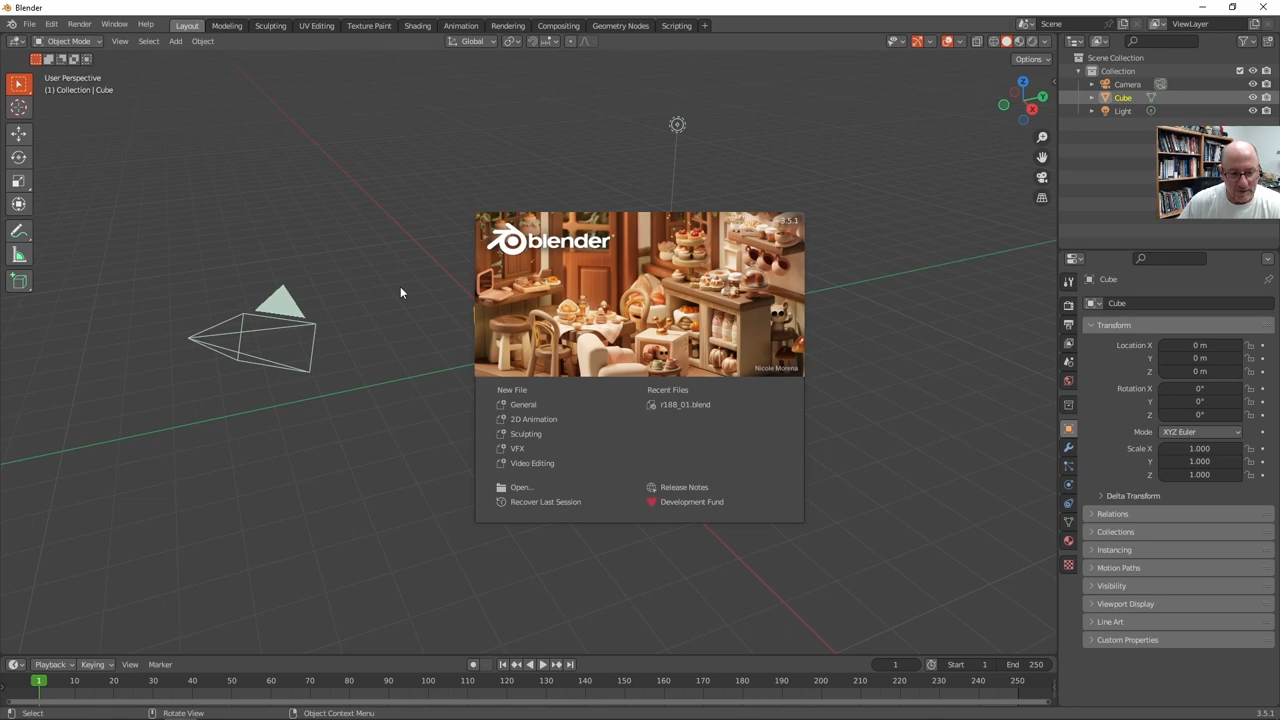 Blender
File Edit Render Window Help
Layout Modeling Sculpting UV Editing Texture Paint Shading Animation Rendering Compositing Geometry Nodes Scripting +
Scene
ViewLayer
Object Mode View Select Add Object
Global
Options
User Perspective
(1) Collection | Cube
Z
Y
X
Scene Collection
Collection
Camera
Cube
Light
blender
3.5.1
Nicole Morena
New File
General
2D Animation
Sculpting
VFX
Video Editing
Open...
Recover Last Session
Recent Files
r188_01.blend
Release Notes
Development Fund
Cube
Cube
Transform
Location X 0 m
Y 0 m
Z 0 m
Rotation X 0°
Y 0°
Z 0°
Mode XYZ Euler
Scale X 1.000
Y 1.000
Z 1.000
Delta Transform
Relations
Collections
Instancing
Motion Paths
Visibility
Viewport Display
Line Art
Custom Properties
Playback Keying View Marker
1 Start 1 End 250
1 10 20 30 40 50 60 70 80 90 100 110 120 130 140 150 160 170 180 190 200 210 220 230 240 250
Select Rotate View Object Context Menu
3.5.1